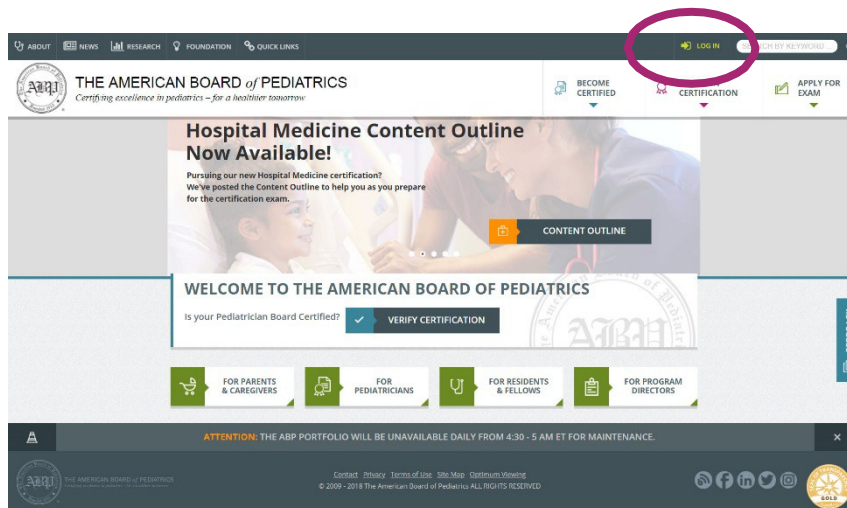 ABOUT NEWS RESEARCH FOUNDATION QUICK LINKS LOG IN
THE AMERICAN BOARD of PEDIATRICS
Certifying excellence in pediatrics – for a healthier tomorrow
BECOME
CERTIFIED
CERTIFICATION
APPLY FOR
EXAM
Hospital Medicine Content Outline
Now Available!
Pursuing our new Hospital Medicine certification?
We've posted the Content Outline to help you as you prepare
for the certification exam.
CONTENT OUTLINE
WELCOME TO THE AMERICAN BOARD OF PEDIATRICS
Is your Pediatrician Board Certified?
VERIFY CERTIFICATION
FOR PARENTS
& CAREGIVERS
FOR
PEDIATRICIANS
FOR RESIDENTS
& FELLOWS
FOR PROGRAM
DIRECTORS
ATTENTION: THE ABP PORTFOLIO WILL BE UNAVAILABLE DAILY FROM 4:30 - 5 AM ET FOR MAINTENANCE.
ABP
THE AMERICAN BOARD of PEDIATRICS
Contact Privacy Terms of Use Site Map Optimum Viewing
© 2009 - 2018 The American Board of Pediatrics ALL RIGHTS RESERVED
GOLD